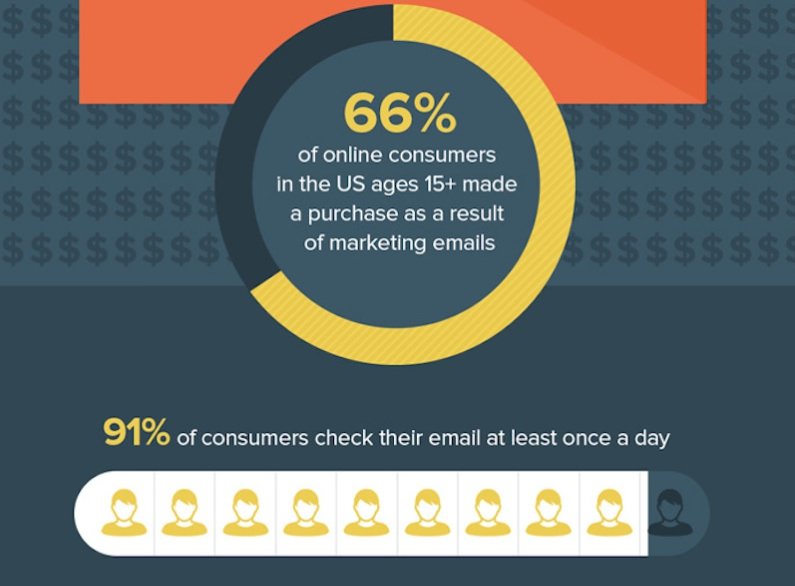 66%
of online consumers
in the US ages 15+ made
a purchase as a result
of marketing emails
91% of consumers check their email at least once a day